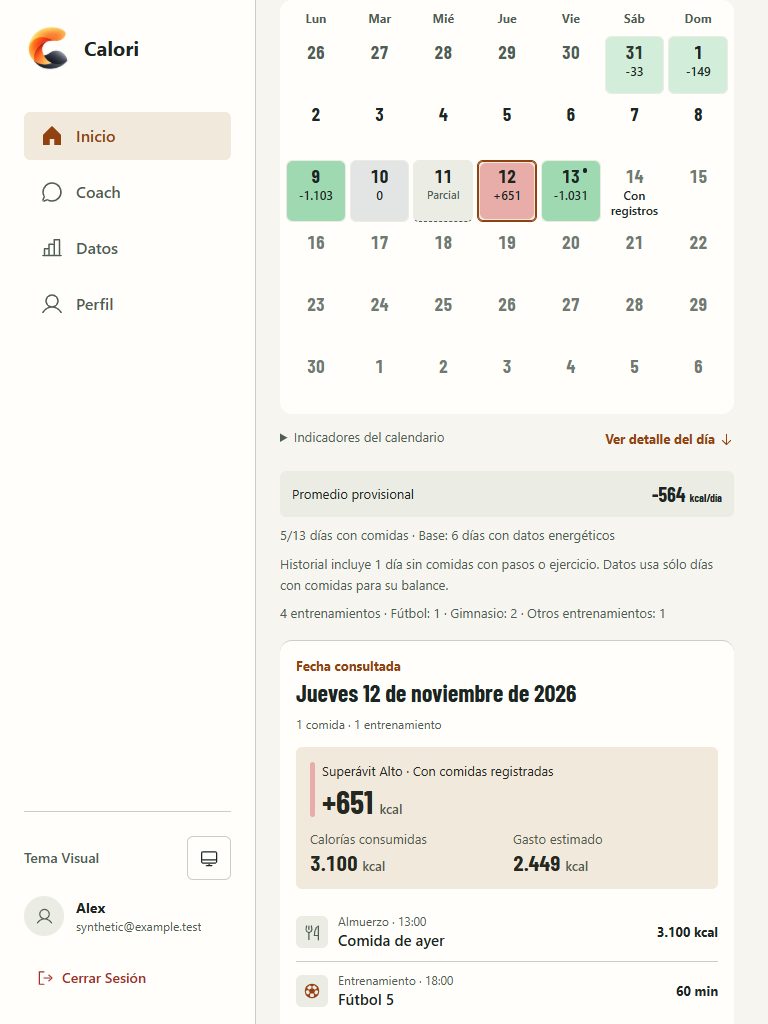 Calori
Inicio
Coach
Datos
Perfil
Tema Visual
Alex
synthetic@example.test
Cerrar Sesión
Lun Mar Mié Jue Vie Sáb Dom
26 27 28 29 30 31 1
-33 -149
2 3 4 5 6 7 8
9 10 11 12 13 14 15
-1.103 0 Parcial +651 -1.031 Con
registros
16 17 18 19 20 21 22
23 24 25 26 27 28 29
30 1 2 3 4 5 6
Indicadores del calendario
Ver detalle del día ↓
Promedio provisional -564 kcal/día
5/13 días con comidas · Base: 6 días con datos energéticos
Historial incluye 1 día sin comidas con pasos o ejercicio. Datos usa sólo días
con comidas para su balance.
4 entrenamientos · Fútbol: 1 · Gimnasio: 2 · Otros entrenamientos: 1
Fecha consultada
Jueves 12 de noviembre de 2026
1 comida · 1 entrenamiento
Superávit Alto · Con comidas registradas
+651 kcal
Calorías consumidas Gasto estimado
3.100 kcal 2.449 kcal
Almuerzo · 13:00
Comida de ayer 3.100 kcal
Entrenamiento · 18:00
Fútbol 5 60 min